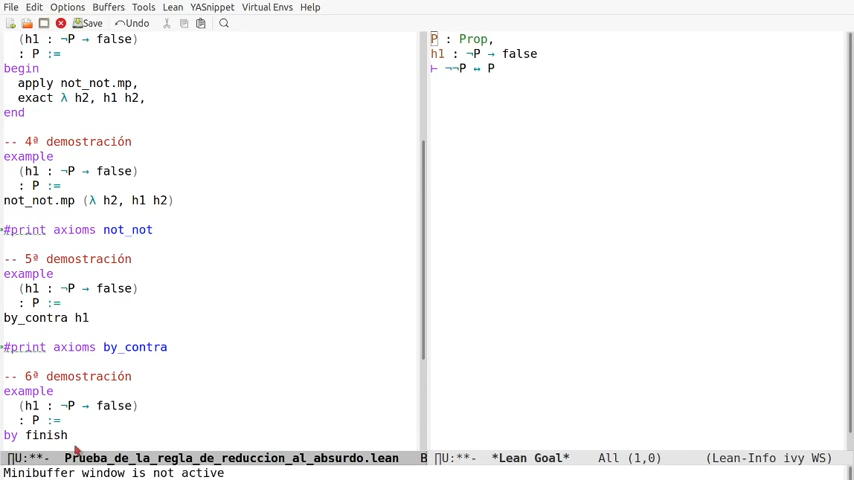 File Edit Options Buffers Tools Lean YASnippet Virtual Envs Help
Save Undo
(h1 : ¬P → false)
: P :=
begin
apply not_not.mp,
exact λ h2, h1 h2,
end
-- 4ª demostración
example
(h1 : ¬P → false)
: P :=
not_not.mp (λ h2, h1 h2)
#print axioms not_not
-- 5ª demostración
example
(h1 : ¬P → false)
: P :=
by_contra h1
#print axioms by_contra
-- 6ª demostración
example
(h1 : ¬P → false)
: P :=
by finish
U:**- Prueba_de_la_regla_de_reduccion_al_absurdo.lean B
P : Prop,
h1 : ¬P → false
⊢ ¬¬P ↔ P
U:**- *Lean Goal* All (1,0) (Lean-Info ivy WS)
Minibuffer window is not active